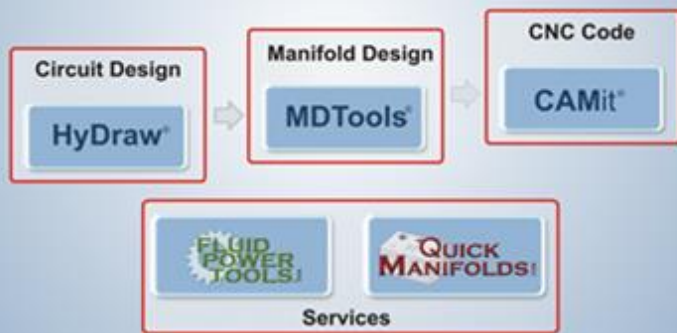 Circuit Design
HyDraw®
Manifold Design
MDTools®
CNC Code
CAMit®
FLUID
POWER
TOOLS
QUICK
MANIFOLDS
Services